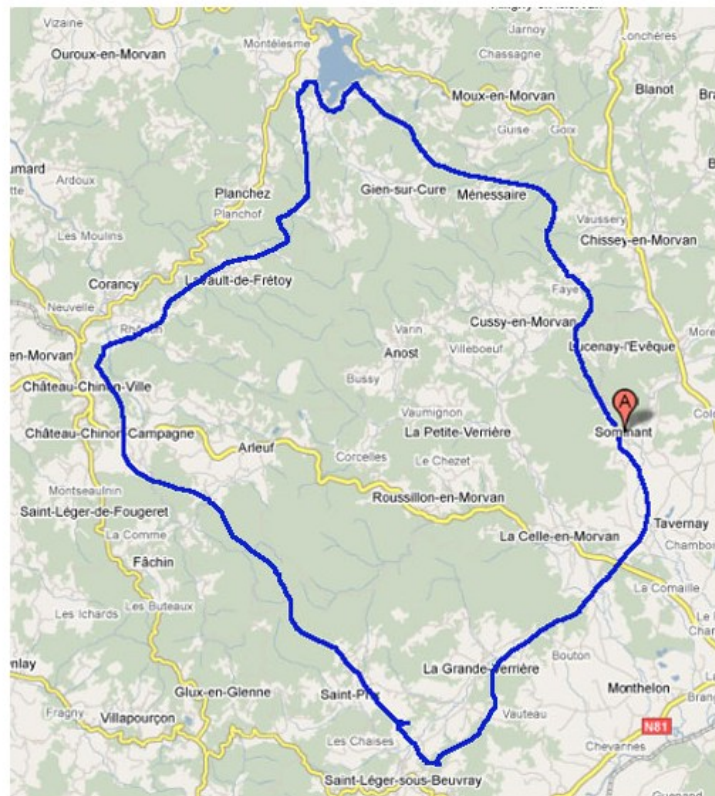 Vizaine
Jarnoy
Lonchères
Montélesme
Ouroux-en-Morvan
Chassagne
Blanot
Moux-en-Morvan
Guise
Goix
Ardoux
Planchez
Gien-sur-Cure
Ménessaire
Planchof
Vaussery
Les Moulins
Chissey-en-Morvan
Corancy
Lavault-de-Frétoy
Faye
Neuvelle
Cussy-en-Morvan
Varin
en-Morvan
Anost
Villeboeuf
Lucenay-l'Evêque
Bussy
Château-Chinon-Ville
A
Vaumignon
Château-Chinon-Campagne
La Petite-Verrière
Sommant
Arleuf
Corcelles
Le Chezet
Montseaulnin
Roussillon-en-Morvan
Saint-Léger-de-Fougeret
Tavernay
La Comme
La Celle-en-Morvan
Fâchin
La Comaille
Les Ichards
Les Buteaux
Bouton
La Grande-Verrière
Monthelon
Glux-en-Glenne
Saint-Prix
Fragny
Villapourçon
Vauteau
N81
Les Chaises
Chevannes
Saint-Léger-sous-Beuvray